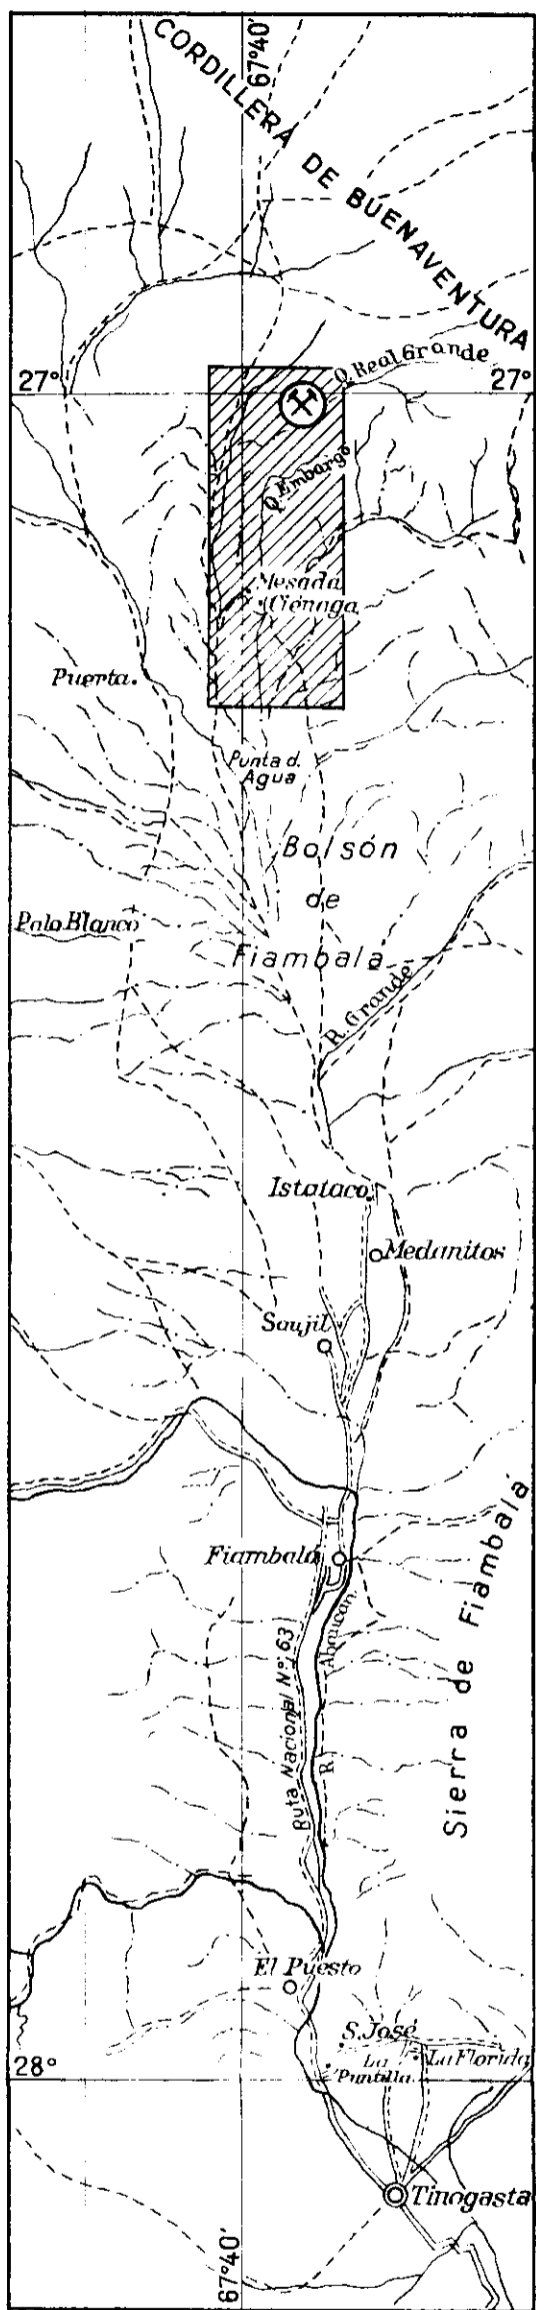 67°40'
CORDILLERA DE BUENAVENTURA
27°
27°
Q. Real Grande
Q. Embargo
Mesada
Ciénaga
Puerta
Punta d.
Agua
Bolsón
de
Fiambala
Palo Blanco
R. Grande
Istataco
Medanitos
Saujil
Fiambalá
Sierra de Fiambalá
R. Abaucan
Ruta Nacional Nº 63
El Puesto
S. José
La Florida
La
Puntilla
28°
Tinogasta
67°40'